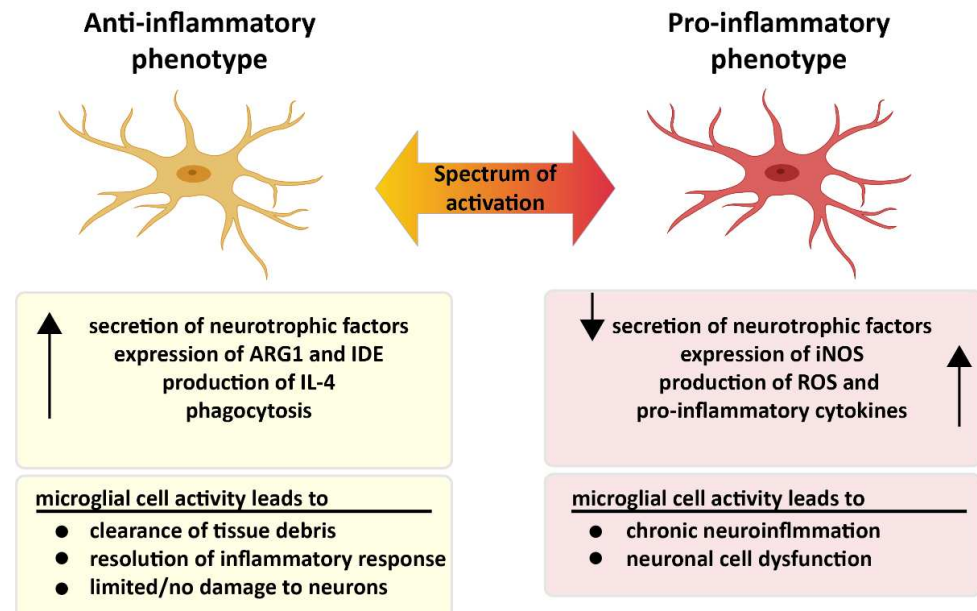 Anti-inflammatory
phenotype
Pro-inflammatory
phenotype
Spectrum of
activation
secretion of neurotrophic factors
expression of ARG1 and IDE
production of IL-4
phagocytosis
secretion of neurotrophic factors
expression of iNOS
production of ROS and
pro-inflammatory cytokines
microglial cell activity leads to
● clearance of tissue debris
● resolution of inflammatory response
● limited/no damage to neurons
microglial cell activity leads to
● chronic neuroinflmmation
● neuronal cell dysfunction